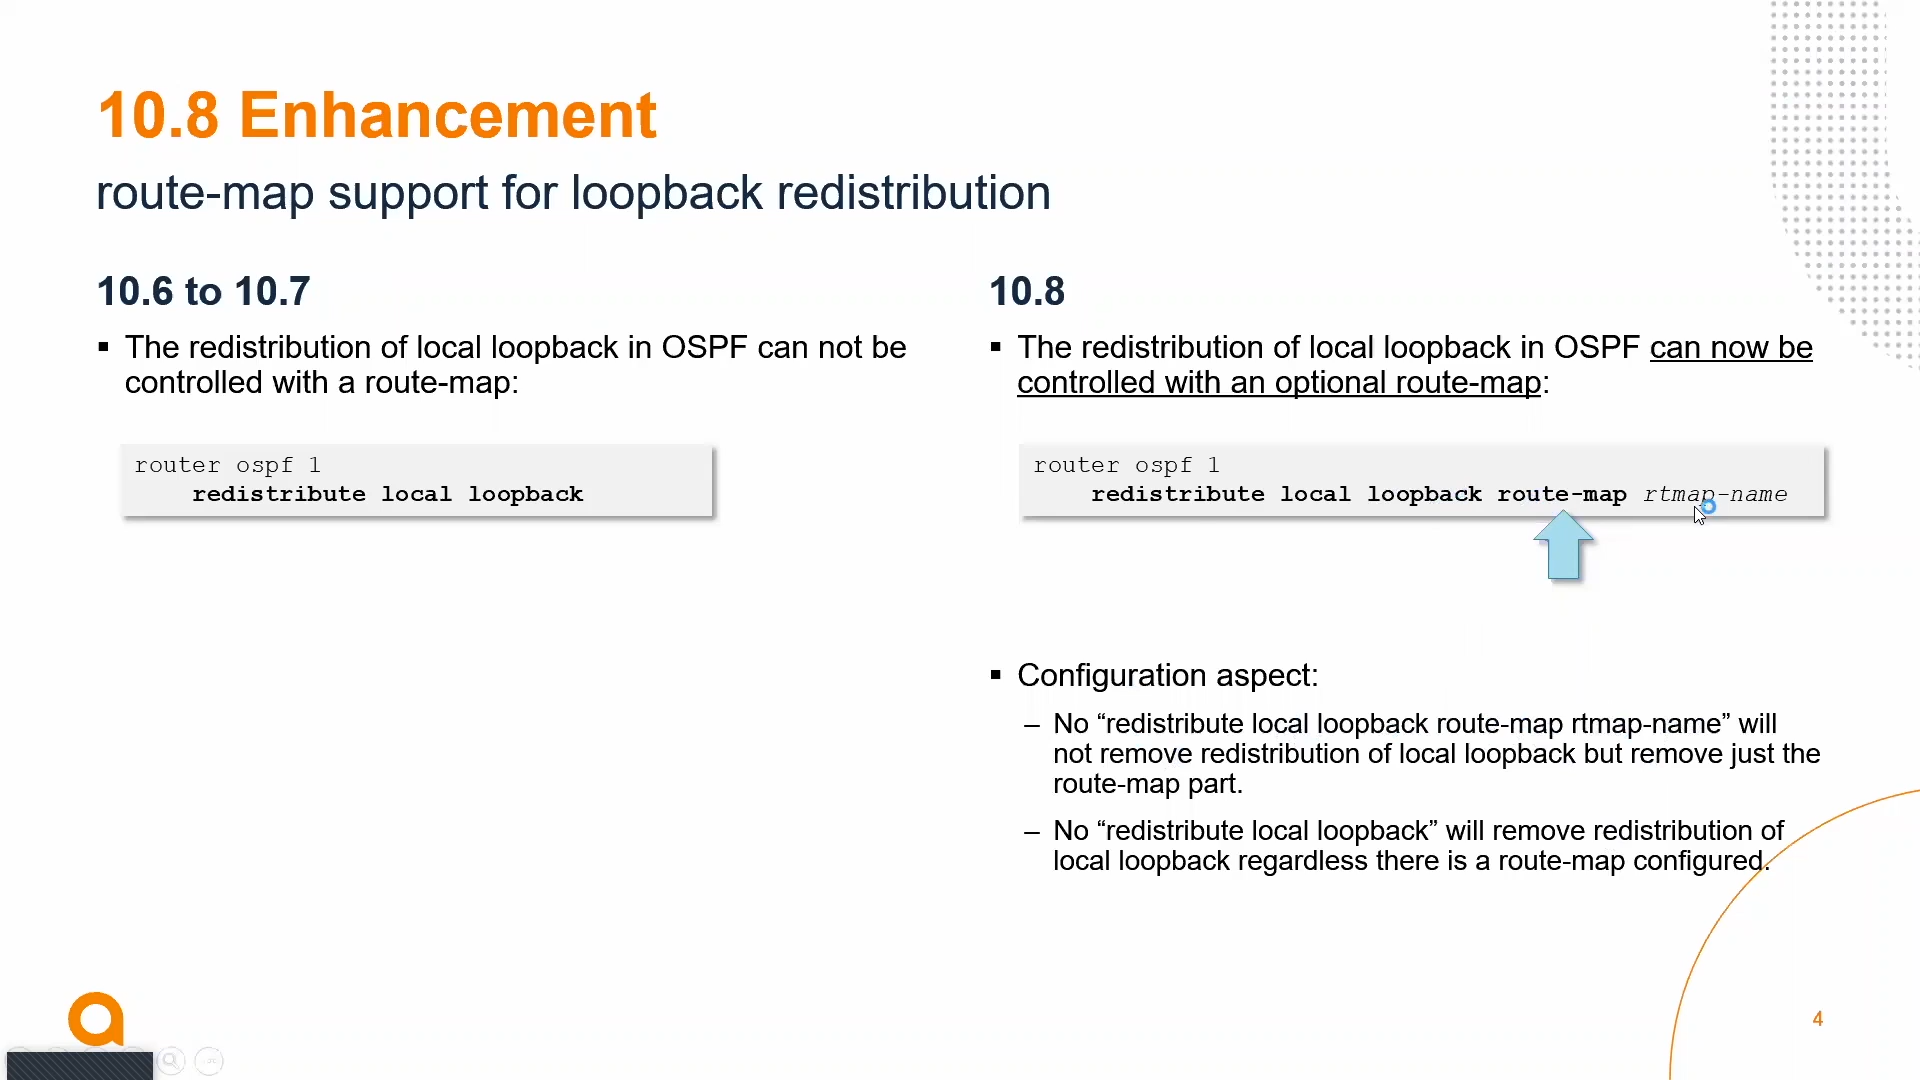 10.8 Enhancement
route-map support for loopback redistribution
10.6 to 10.7
▪ The redistribution of local loopback in OSPF can not be
controlled with a route-map:
router ospf 1
redistribute local loopback
10.8
▪ The redistribution of local loopback in OSPF can now be
controlled with an optional route-map:
router ospf 1
redistribute local loopback route-map rtmap-name
▪ Configuration aspect:
– No “redistribute local loopback route-map rtmap-name” will
not remove redistribution of local loopback but remove just the
route-map part.
– No “redistribute local loopback” will remove redistribution of
local loopback regardless there is a route-map configured.
4